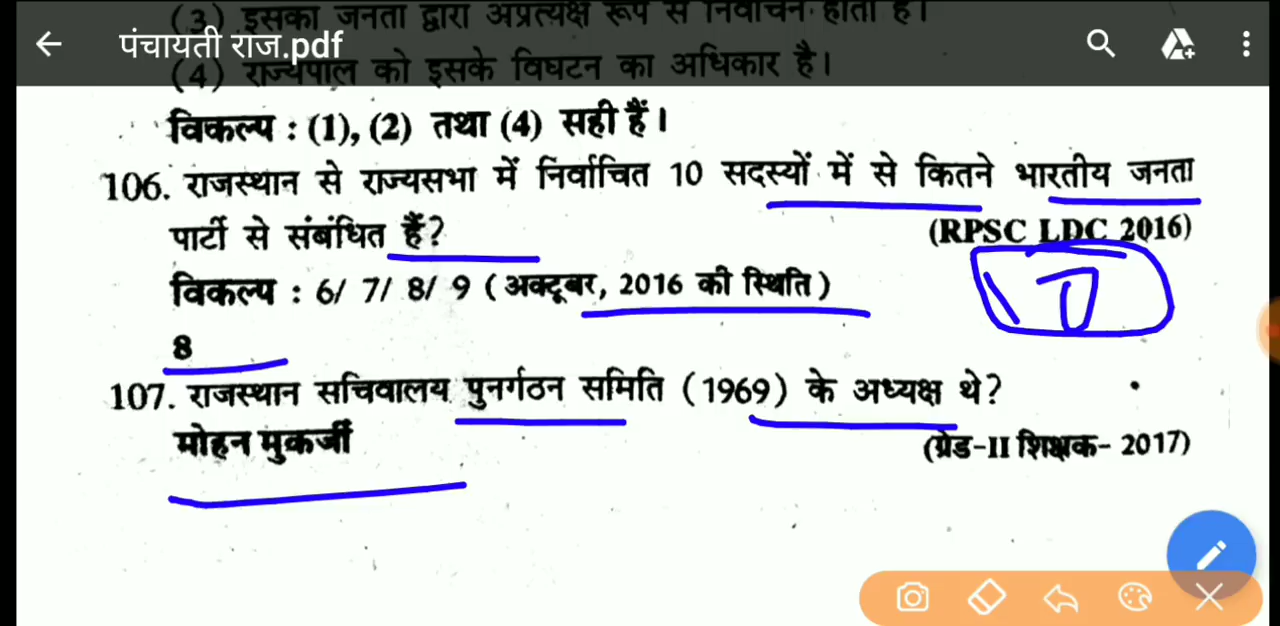 (3) इसका जनता द्वारा अप्रत्यक्ष रूप से निर्वाचन होता है।
पंचायती राज.pdf
(4) राज्यपाल को इसके विघटन का अधिकार है।
विकल्प : (1), (2) तथा (4) सही हैं।
106. राजस्थान से राज्यसभा में निर्वाचित 10 सदस्यों में से कितने भारतीय जनता
पार्टी से संबंधित हैं? (RPSC LDC 2016)
विकल्प : 6/ 7/ 8/ 9 (अक्टूबर, 2016 की स्थिति)
8
107. राजस्थान सचिवालय पुनर्गठन समिति (1969) के अध्यक्ष थे?
मोहन मुकर्जी (ग्रेड-II शिक्षक- 2017)